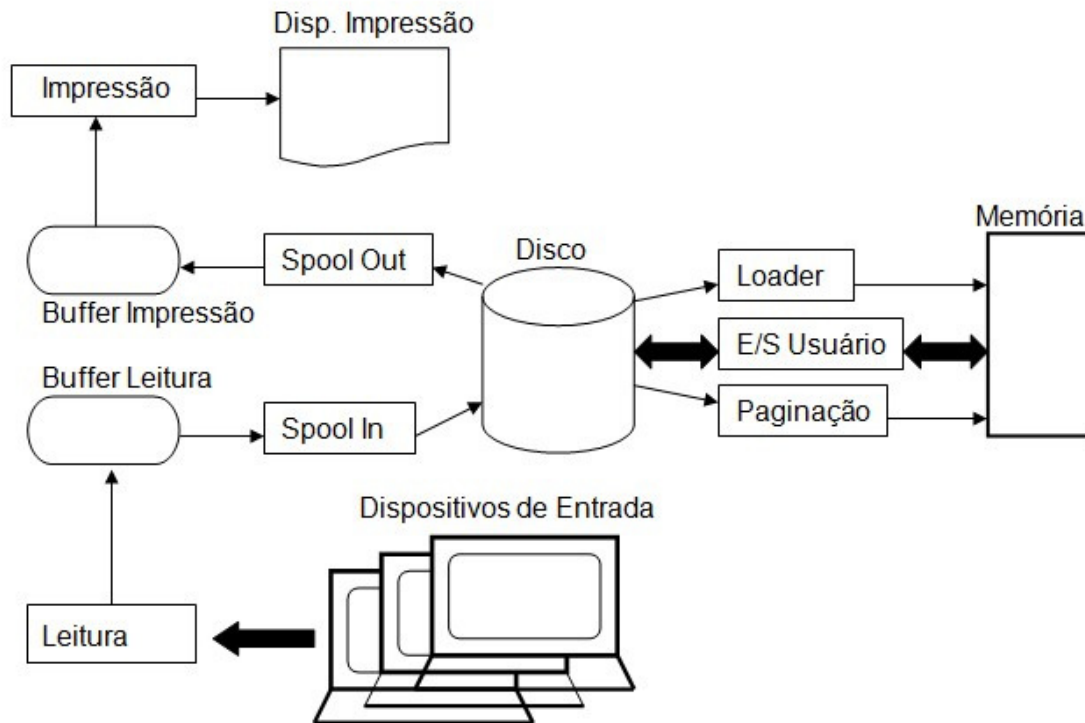 Disp. Impressão
Impressão
Memória
Spool Out
Disco
Loader
Buffer Impressão
E/S Usuário
Buffer Leitura
Spool In
Paginação
Dispositivos de Entrada
Leitura